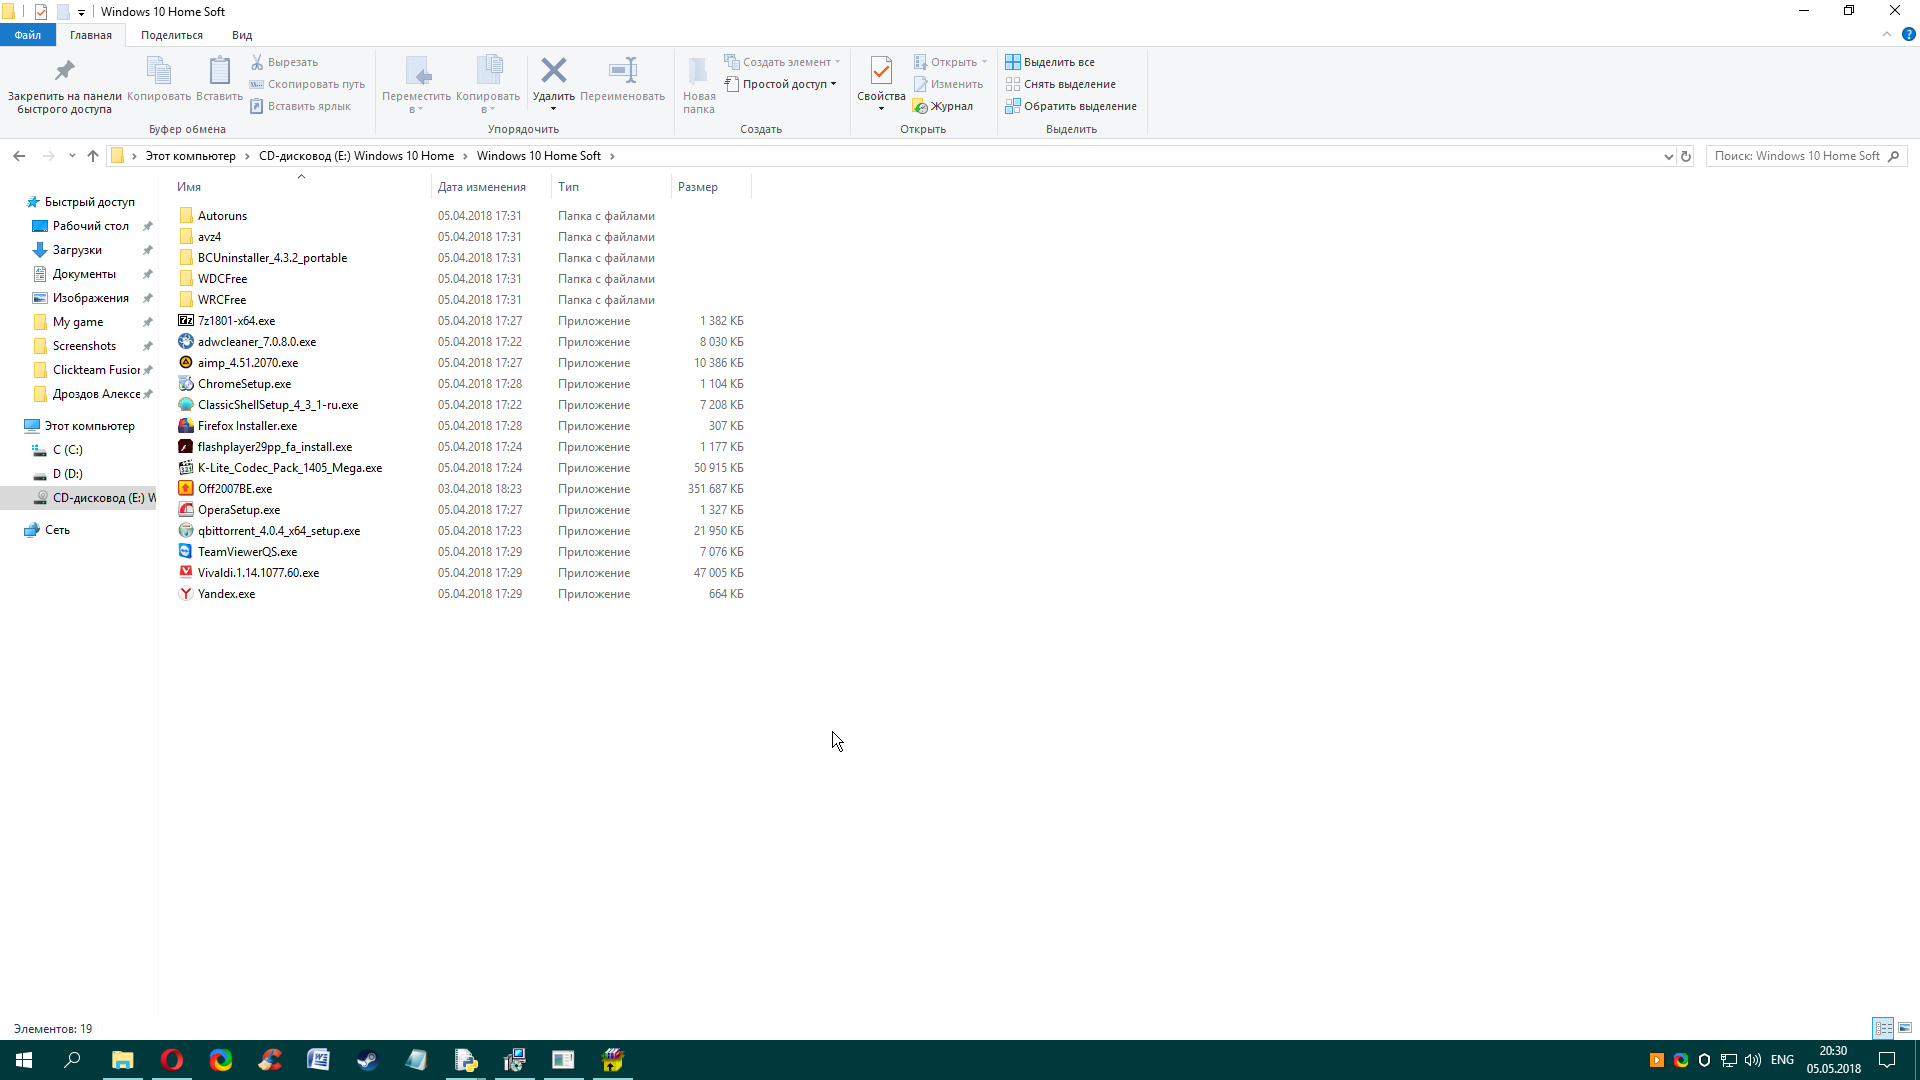 Windows 10 Home Soft
Файл Главная Поделиться Вид
Закрепить на панели быстрого доступа
Копировать
Вставить
Вырезать
Скопировать путь
Вставить ярлык
Буфер обмена
Переместить в
Копировать в
Удалить
Переименовать
Упорядочить
Новая папка
Создать элемент
Простой доступ
Создать
Свойства
Открыть
Изменить
Журнал
Открыть
Выделить все
Снять выделение
Обратить выделение
Выделить
Этот компьютер CD-дисковод (E:) Windows 10 Home Windows 10 Home Soft
Поиск: Windows 10 Home Soft
Быстрый доступ
Рабочий стол
Загрузки
Документы
Изображения
My game
Screenshots
Clickteam Fusion
Дроздов Алексе
Этот компьютер
C (C:)
D (D:)
CD-дисковод (E:) W
Сеть
Имя Дата изменения Тип Размер
Autoruns 05.04.2018 17:31 Папка с файлами
avz4 05.04.2018 17:31 Папка с файлами
BCUninstaller_4.3.2_portable 05.04.2018 17:31 Папка с файлами
WDCFree 05.04.2018 17:31 Папка с файлами
WRCFree 05.04.2018 17:31 Папка с файлами
7z1801-x64.exe 05.04.2018 17:27 Приложение 1 382 КБ
adwcleaner_7.0.8.0.exe 05.04.2018 17:22 Приложение 8 030 КБ
aimp_4.51.2070.exe 05.04.2018 17:27 Приложение 10 386 КБ
ChromeSetup.exe 05.04.2018 17:28 Приложение 1 104 КБ
ClassicShellSetup_4_3_1-ru.exe 05.04.2018 17:22 Приложение 7 208 КБ
Firefox Installer.exe 05.04.2018 17:28 Приложение 307 КБ
flashplayer29pp_fa_install.exe 05.04.2018 17:24 Приложение 1 177 КБ
K-Lite_Codec_Pack_1405_Mega.exe 05.04.2018 17:24 Приложение 50 915 КБ
Off2007BE.exe 03.04.2018 18:23 Приложение 351 687 КБ
OperaSetup.exe 05.04.2018 17:27 Приложение 1 327 КБ
qbittorrent_4.0.4_x64_setup.exe 05.04.2018 17:23 Приложение 21 950 КБ
TeamViewerQS.exe 05.04.2018 17:29 Приложение 7 076 КБ
Vivaldi.1.14.1077.60.exe 05.04.2018 17:29 Приложение 47 005 КБ
Yandex.exe 05.04.2018 17:29 Приложение 664 КБ
Элементов: 19
ENG
20:30
05.05.2018